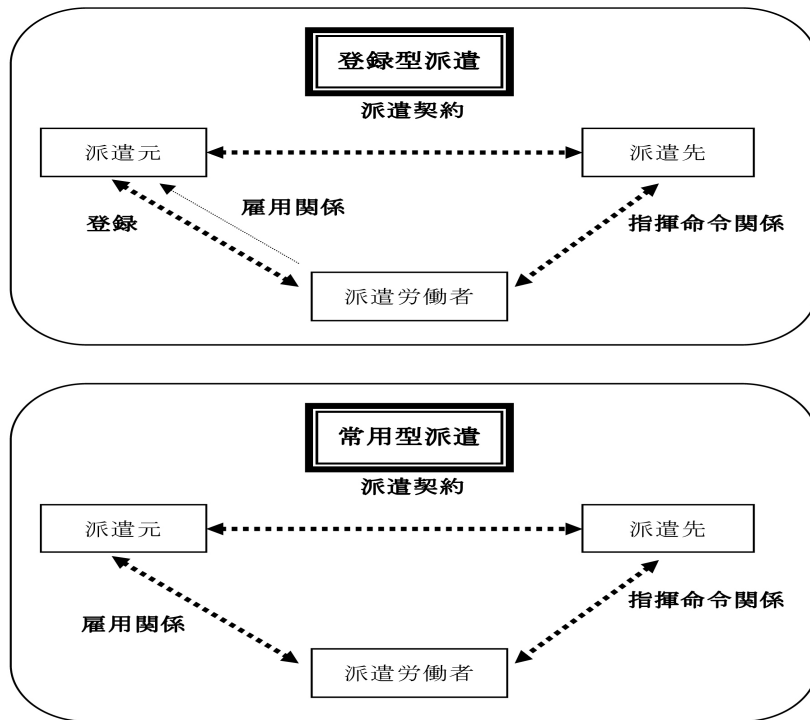 登録型派遣
派遣契約
派遣元
派遣先
雇用関係
登録
指揮命令関係
派遣労働者
常用型派遣
派遣契約
派遣元
派遣先
指揮命令関係
雇用関係
派遣労働者